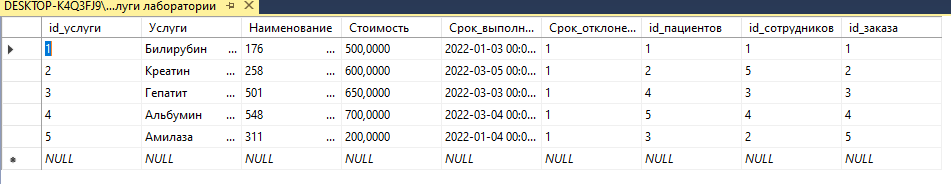 DESKTOP-K4Q3FJ9\...луги лаборатории
id_услуги Услуги Наименование Стоимость Срок_выполн... Срок_отклоне... id_пациентов id_сотрудников id_заказа
1 Билирубин ... 176 ... 500,0000 2022-01-03 00:0... 1 1 1 1
2 Креатин ... 258 ... 600,0000 2022-03-05 00:0... 1 2 5 2
3 Гепатит ... 501 ... 650,0000 2022-03-03 00:0... 1 4 3 3
4 Альбумин ... 548 ... 700,0000 2022-03-04 00:0... 1 5 4 4
5 Амилаза ... 311 ... 200,0000 2022-01-04 00:0... 1 3 2 5
NULL NULL NULL NULL NULL NULL NULL NULL NULL